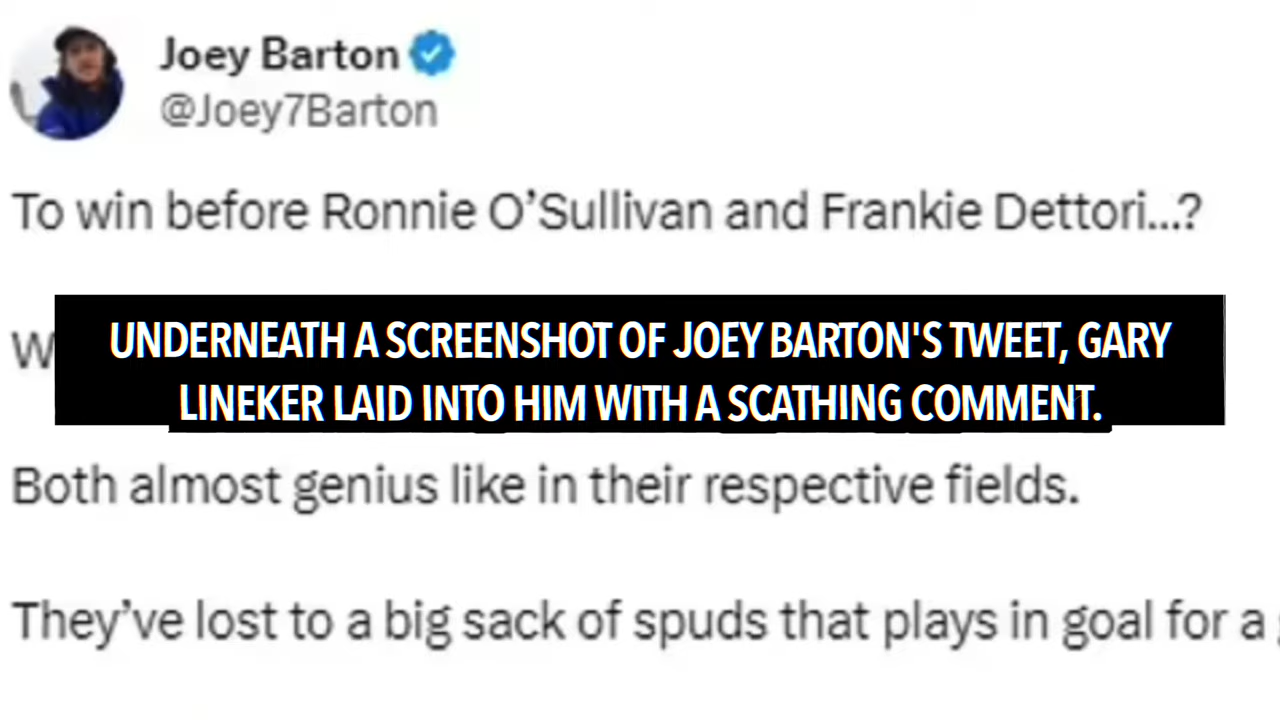 Joey Barton
@Joey7Barton
To win before Ronnie O'Sullivan and Frankie Dettori...?
UNDERNEATH A SCREENSHOT OF JOEY BARTON'S TWEET, GARY
LINEKER LAID INTO HIM WITH A SCATHING COMMENT.
Both almost genius like in their respective fields.
They've lost to a big sack of spuds that plays in goal for a